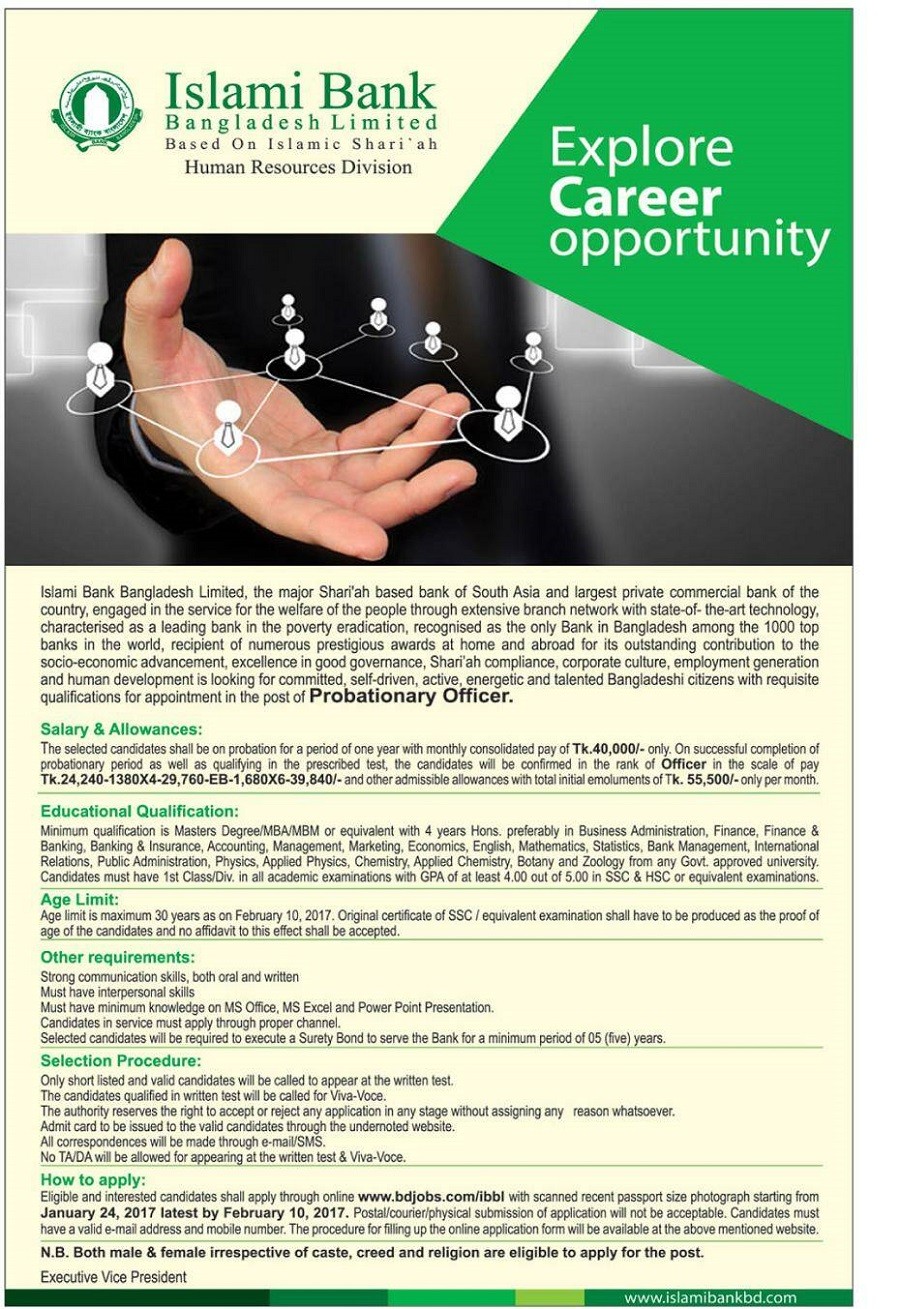 Islami Bank
Bangladesh Limited
Based On Islamic Shari`ah
Human Resources Division
Explore
Career
opportunity
Islami Bank Bangladesh Limited, the major Shari'ah based bank of South Asia and largest private commercial bank of the
country, engaged in the service for the welfare of the people through extensive branch network with state-of- the-art technology,
characterised as a leading bank in the poverty eradication, recognised as the only Bank in Bangladesh among the 1000 top
banks in the world, recipient of numerous prestigious awards at home and abroad for its outstanding contribution to the
socio-economic advancement, excellence in good governance, Shari'ah compliance, corporate culture, employment generation
and human development is looking for committed, self-driven, active, energetic and talented Bangladeshi citizens with requisite
qualifications for appointment in the post of Probationary Officer.
Salary & Allowances:
The selected candidates shall be on probation for a period of one year with monthly consolidated pay of Tk.40,000/- only. On successful completion of
probationary period as well as qualifying in the prescribed test, the candidates will be confirmed in the rank of Officer in the scale of pay
Tk.24,240-1380X4-29,760-EB-1,680X6-39,840/- and other admissible allowances with total initial emoluments of Tk. 55,500/- only per month.
Educational Qualification:
Minimum qualification is Masters Degree/MBA/MBM or equivalent with 4 years Hons. preferably in Business Administration, Finance, Finance &
Banking, Banking & Insurance, Accounting, Management, Marketing, Economics, English, Mathematics, Statistics, Bank Management, International
Relations, Public Administration, Physics, Applied Physics, Chemistry, Applied Chemistry, Botany and Zoology from any Govt. approved university.
Candidates must have 1st Class/Div. in all academic examinations with GPA of at least 4.00 out of 5.00 in SSC & HSC or equivalent examinations.
Age Limit:
Age limit is maximum 30 years as on February 10, 2017. Original certificate of SSC / equivalent examination shall have to be produced as the proof of
age of the candidates and no affidavit to this effect shall be accepted.
Other requirements:
Strong communication skills, both oral and written
Must have interpersonal skills
Must have minimum knowledge on MS Office, MS Excel and Power Point Presentation.
Candidates in service must apply through proper channel.
Selected candidates will be required to execute a Surety Bond to serve the Bank for a minimum period of 05 (five) years.
Selection Procedure:
Only short listed and valid candidates will be called to appear at the written test.
The candidates qualified in written test will be called for Viva-Voce.
The authority reserves the right to accept or reject any application in any stage without assigning any reason whatsoever.
Admit card to be issued to the valid candidates through the undernoted website.
All correspondences will be made through e-mail/SMS.
No TA/DA will be allowed for appearing at the written test & Viva-Voce.
How to apply:
Eligible and interested candidates shall apply through online www.bdjobs.com/ibbl with scanned recent passport size photograph starting from
January 24, 2017 latest by February 10, 2017. Postal/courier/physical submission of application will not be acceptable. Candidates must
have a valid e-mail address and mobile number. The procedure for filling up the online application form will be available at the above mentioned website.
N.B. Both male & female irrespective of caste, creed and religion are eligible to apply for the post.
Executive Vice President
www.islamibankbd.com